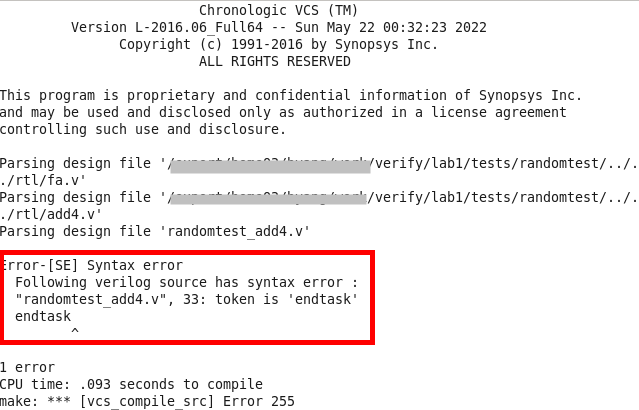 Chronologic VCS (TM)
Version L-2016.06_Full64 -- Sun May 22 00:32:23 2022
Copyright (c) 1991-2016 by Synopsys Inc.
ALL RIGHTS RESERVED
This program is proprietary and confidential information of Synopsys Inc.
and may be used and disclosed only as authorized in a license agreement
controlling such use and disclosure.
Parsing design file '/ /verify/lab1/tests/randomtest/../.
./rtl/fa.v'
Parsing design file '/ /verify/lab1/tests/randomtest/../.
./rtl/add4.v'
Parsing design file 'randomtest_add4.v'
Error-[SE] Syntax error
Following verilog source has syntax error :
"randomtest_add4.v", 33: token is 'endtask'
endtask
^
1 error
CPU time: .093 seconds to compile
make: *** [vcs_compile_src] Error 255